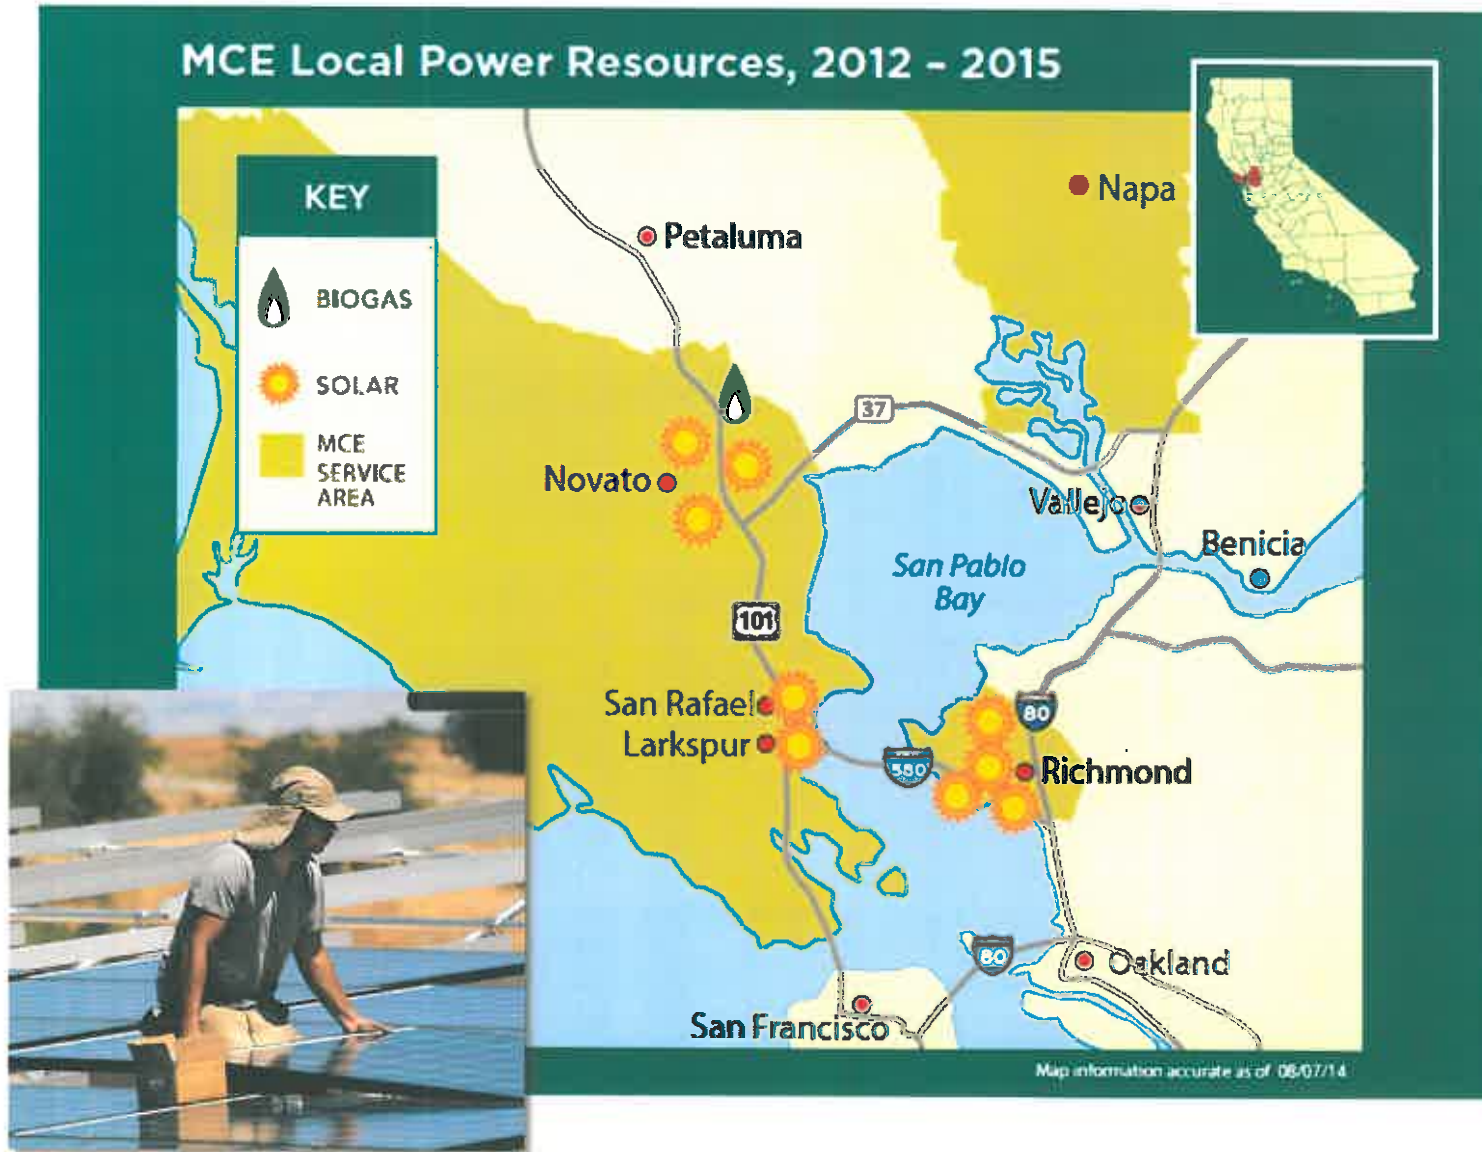 MCE Local Power Resources, 2012 – 2015
KEY
BIOGAS
SOLAR
MCE
SERVICE
AREA
Napa
Petaluma
37
Novato
Vallejo
Benicia
San Pablo
Bay
101
San Rafael
Larkspur
80
580
Richmond
80
Oakland
San Francisco
Map information accurate as of 08/07/14